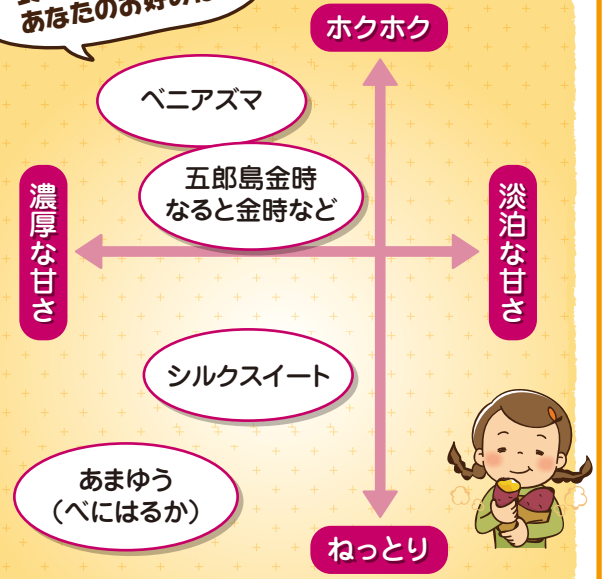 あなたのお好みは
ホクホク
ベニアズマ
五郎島金時
なると金時など
濃厚な甘さ
淡泊な甘さ
シルクスイート
あまゆう
（べにはるか）
ねっとり